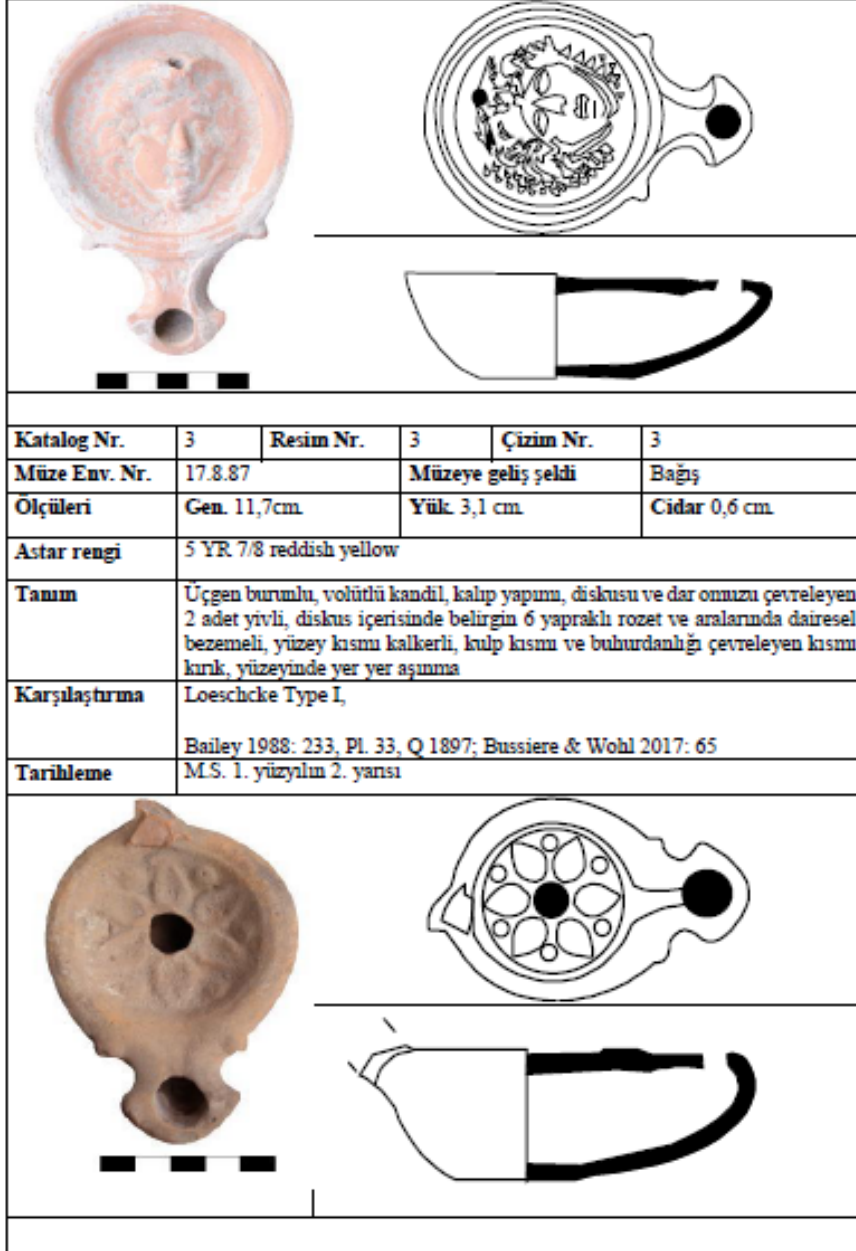 Katalog Nr. 3 Resim Nr. 3 Çizim Nr. 3
Müze Env. Nr. 17.8.87 Müzeye geliş şekli Bağış
Ölçüleri Gen. 11,7cm. Yük. 3,1 cm. Cidar 0,6 cm.
Astar rengi 5 YR 7/8 reddish yellow
Tanım Üçgen burunlu, volütlü kandil, kalıp yapımı, diskusu ve dar omuzu çevreleyen
2 adet yivli, diskus içerisinde belirgin 6 yapraklı rozet ve aralarında dairesel
bezemeli, yüzey kısmı kalkerli, kulp kısmı ve buhurdanlığı çevreleyen kısmı
kırık, yüzeyinde yer yer aşınma
Karşılaştırma Loeschcke Type I,
Bailey 1988: 233, Pl. 33, Q 1897; Bussiere & Wohl 2017: 65
Tarihleme M.S. 1. yüzyılın 2. yarısı